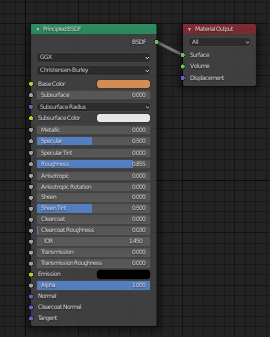 Principled BSDF
BSDF
GGX
Christensen-Burley
Base Color
Subsurface 0.000
Subsurface Radius
Subsurface Color
Metallic 0.000
Specular 0.500
Specular Tint 0.000
Roughness 0.855
Anisotropic 0.000
Anisotropic Rotation 0.000
Sheen 0.000
Sheen Tint 0.500
Clearcoat 0.000
Clearcoat Roughness 0.030
IOR 1.450
Transmission 0.000
Transmission Roughness 0.000
Emission
Alpha 1.000
Normal
Clearcoat Normal
Tangent
Material Output
All
Surface
Volume
Displacement